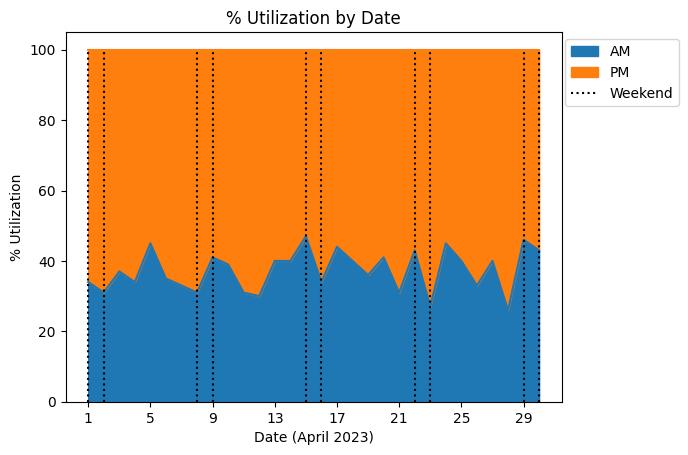 % Utilization by Date
100
80
60
40
20
0
% Utilization
1 5 9 13 17 21 25 29
Date (April 2023)
AM
PM
Weekend